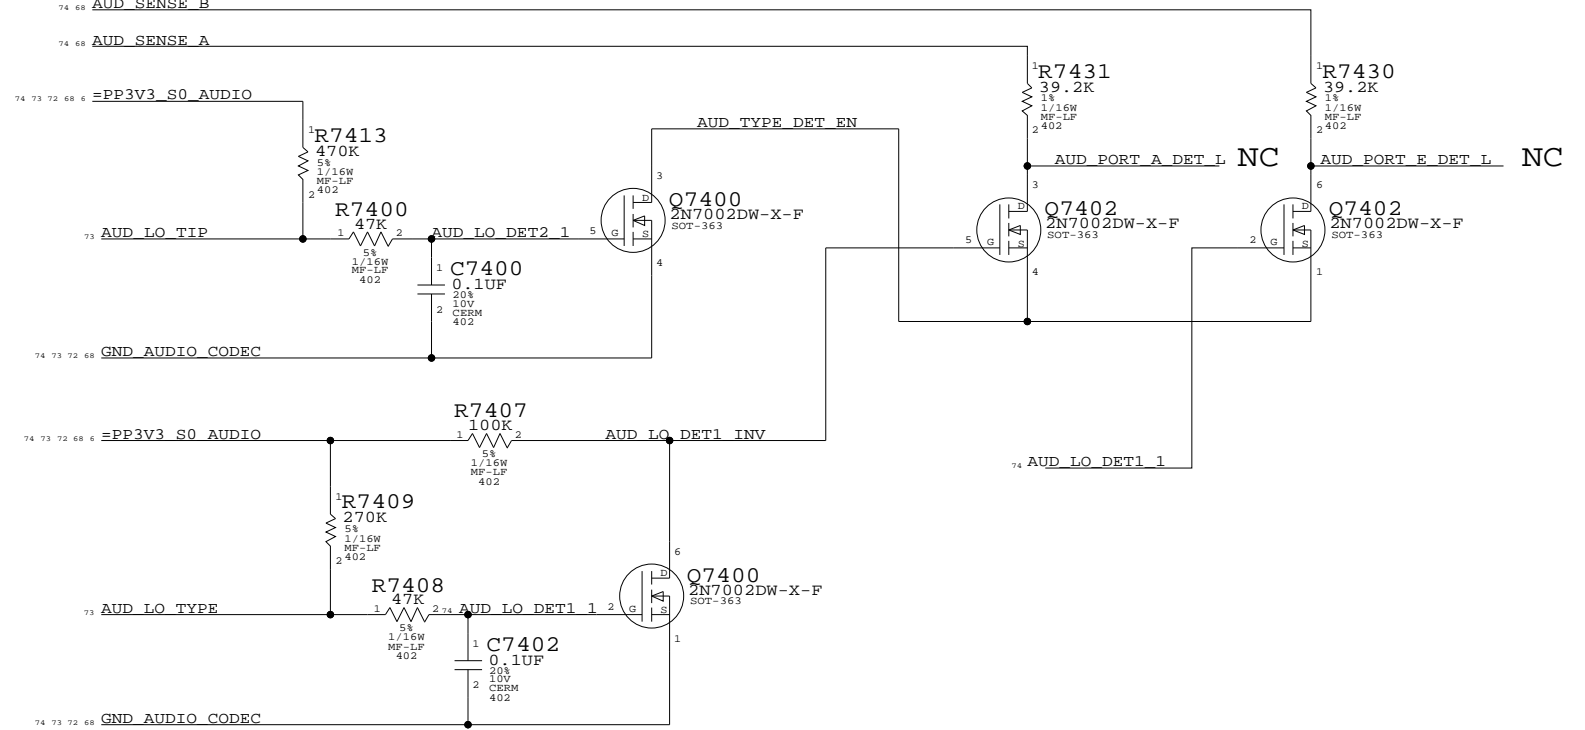 74 68 AUD_SENSE_B
74 68 AUD_SENSE_A
74 73 72 68 6 =PP3V3_S0_AUDIO
1 R7413
470K
5%
1/16W
MF-LF
2 402
R7400
1 47K 2
5%
1/16W
MF-LF
402
73 AUD_LO_TIP
AUD_LO_DET2_1 5
1 C7400
0.1UF
20%
10V
2 CERM
402
74 73 72 68 GND_AUDIO_CODEC
AUD_TYPE_DET_EN
3
D
Q7400
2N7002DW-X-F
SOT-363
G S
4
1 R7431
39.2K
1%
1/16W
MF-LF
2 402
AUD_PORT_A_DET_L NC
3
D
Q7402
2N7002DW-X-F
SOT-363
5 G S
4
1 R7430
39.2K
1%
1/16W
MF-LF
2 402
AUD_PORT_E_DET_L NC
6
D
Q7402
2N7002DW-X-F
SOT-363
2 G S
1
74 AUD_LO_DET1_1
74 73 72 68 6 =PP3V3_S0_AUDIO
R7407
1 100K 2
5%
1/16W
MF-LF
402
AUD_LO_DET1_INV
1 R7409
270K
5%
1/16W
MF-LF
2 402
73 AUD_LO_TYPE
R7408
1 47K 2
5%
1/16W
MF-LF
402
74 AUD_LO_DET1_1 2
6
D
Q7400
2N7002DW-X-F
SOT-363
G S
1
1 C7402
0.1UF
20%
10V
2 CERM
402
74 73 72 68 GND_AUDIO_CODEC